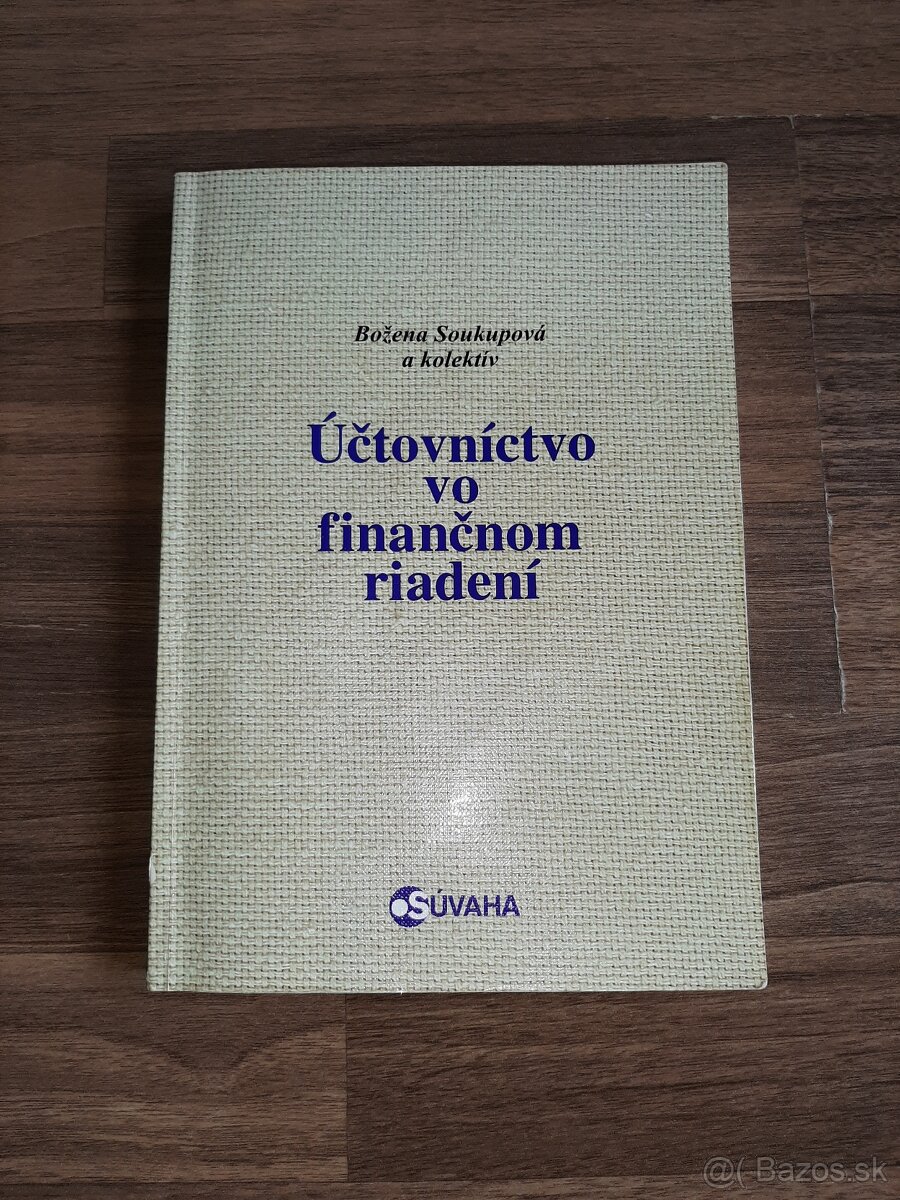 Božena Soukupová
a kolektív
Účtovníctvo
vo
finančnom
riadení
SÚVAHA
@( Bazos.sk